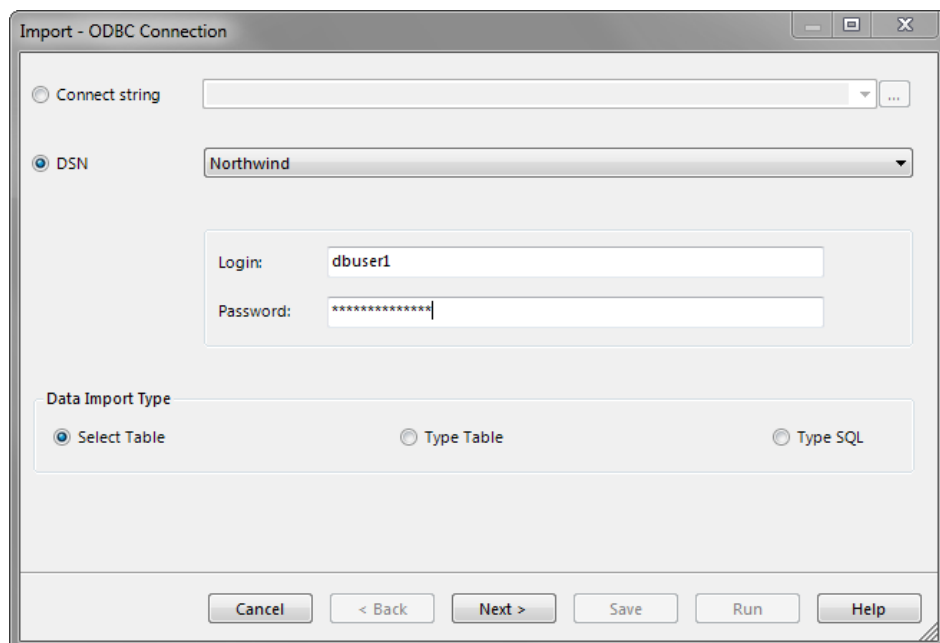 Import - ODBC Connection
Connect string
...
DSN
Northwind
Login:
dbuser1
Password:
**************
Data Import Type
Select Table
Type Table
Type SQL
Cancel
< Back
Next >
Save
Run
Help